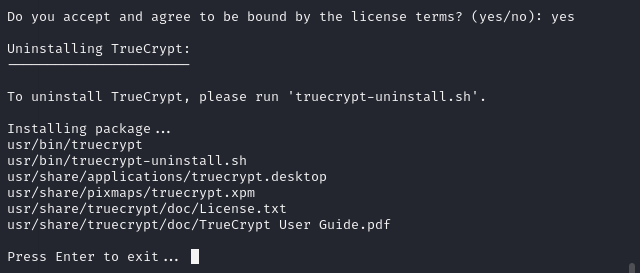 Do you accept and agree to be bound by the license terms? (yes/no): yes
Uninstalling TrueCrypt:
-----------------------
To uninstall TrueCrypt, please run 'truecrypt-uninstall.sh'.
Installing package...
usr/bin/truecrypt
usr/bin/truecrypt-uninstall.sh
usr/share/applications/truecrypt.desktop
usr/share/pixmaps/truecrypt.xpm
usr/share/truecrypt/doc/License.txt
usr/share/truecrypt/doc/TrueCrypt User Guide.pdf
Press Enter to exit...